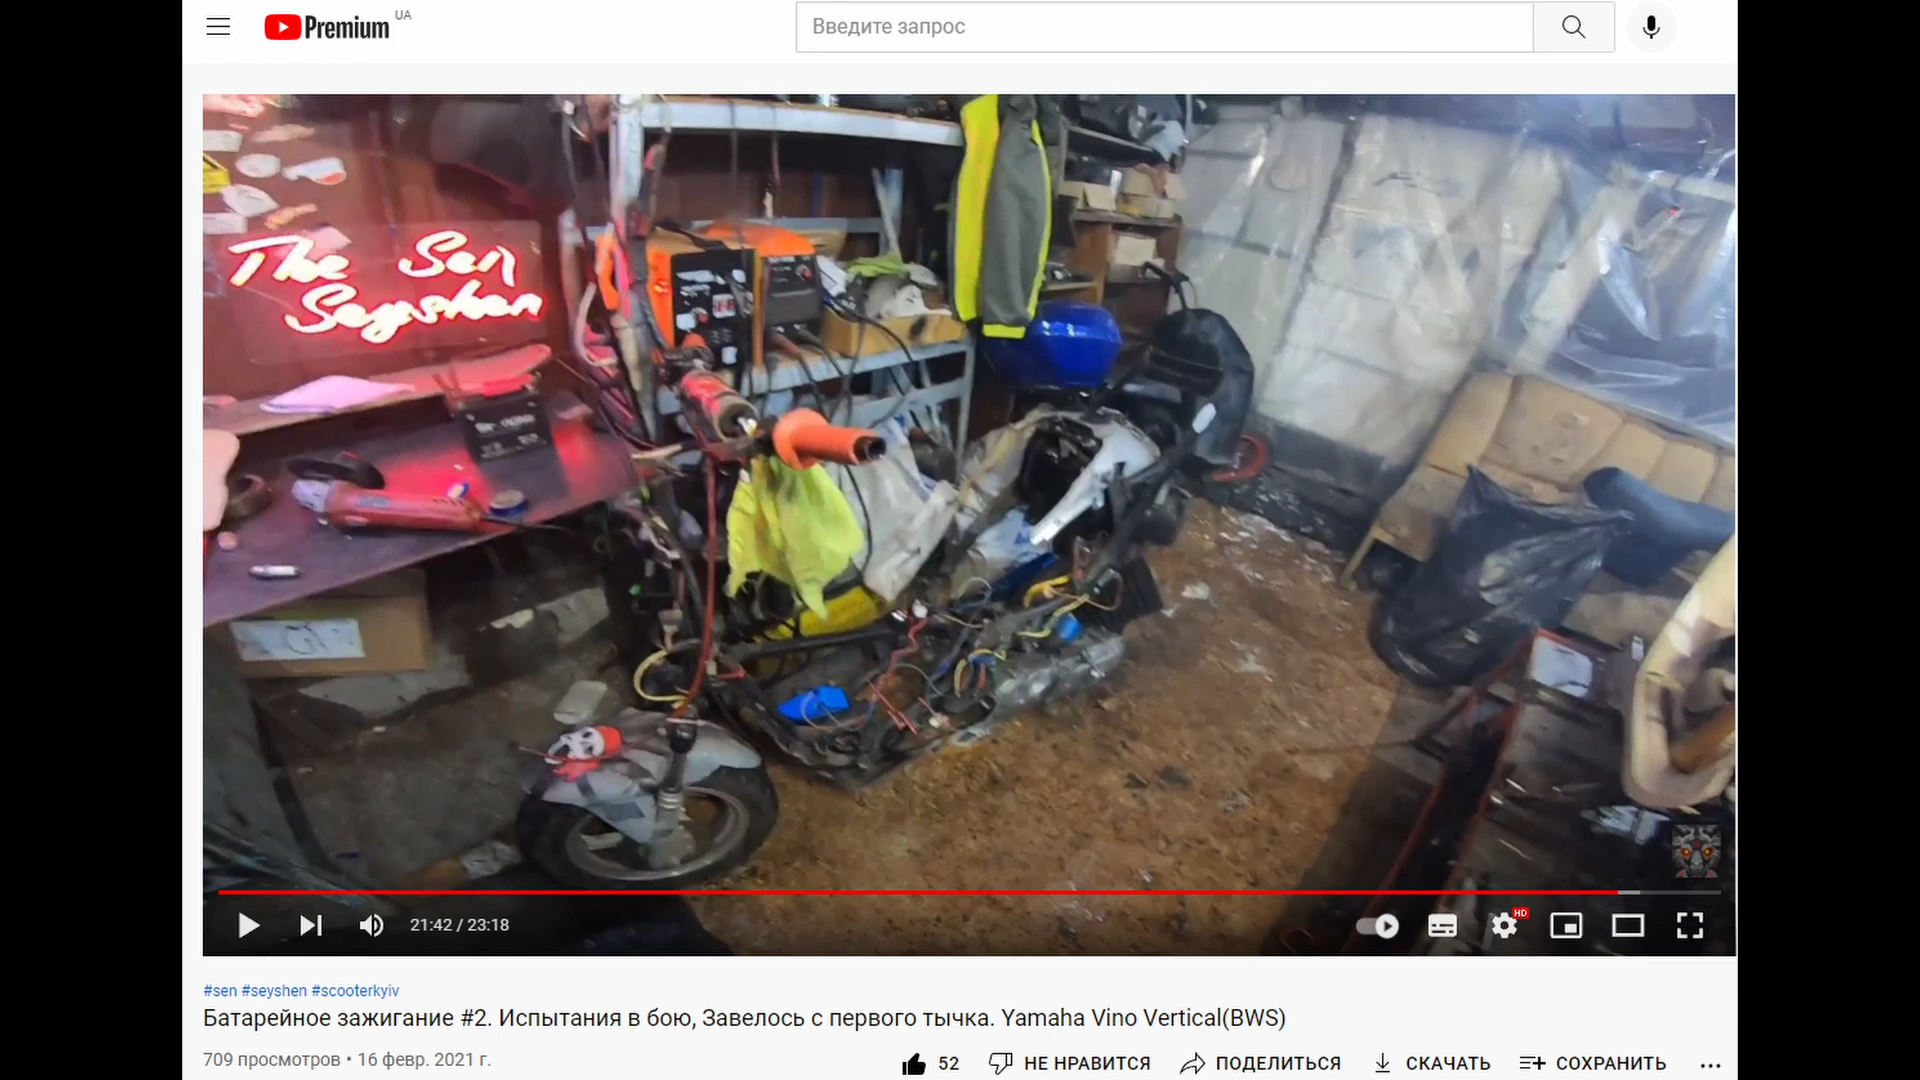 Premium UA
Введите запрос
The Sen
Seyshen
21:42 / 23:18
HD
#sen #seyshen #scooterkyiv
Батарейное зажигание #2. Испытания в бою, Завелось с первого тычка. Yamaha Vino Vertical(BWS)
709 просмотров • 16 февр. 2021 г.
52
НЕ НРАВИТСЯ
ПОДЕЛИТЬСЯ
СКАЧАТЬ
СОХРАНИТЬ